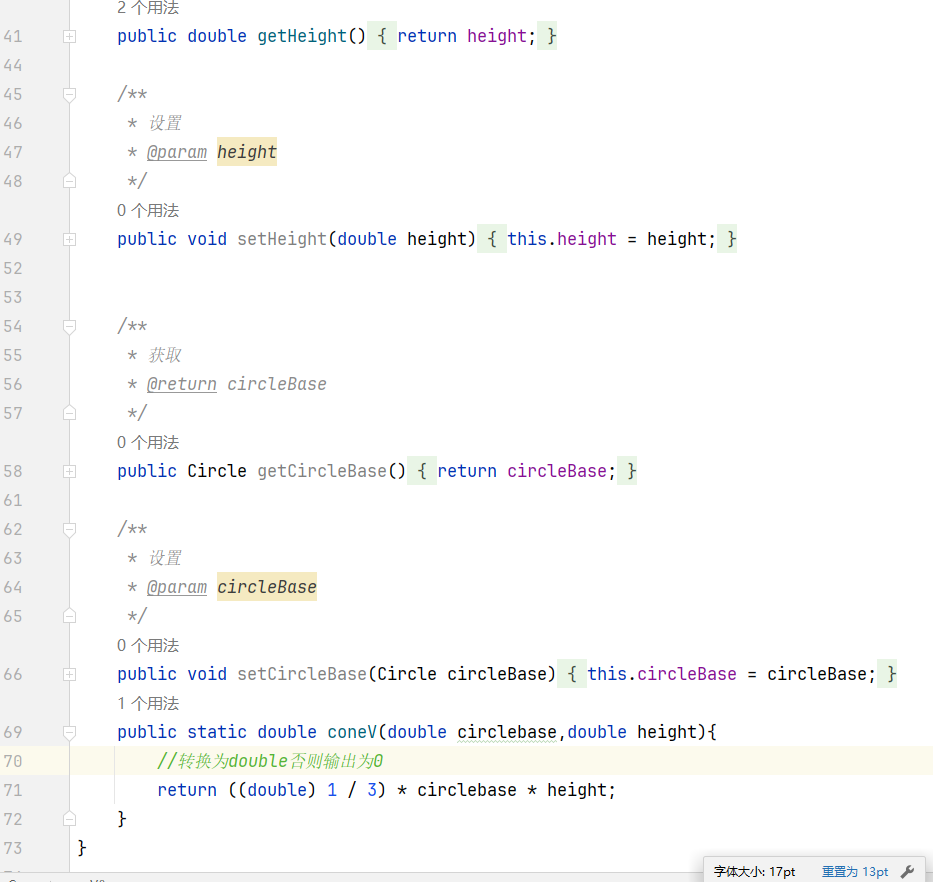 2 个用法
41 public double getHeight() { return height; }
44
45 /**
46 * 设置
47 * @param height
48 */
0 个用法
49 public void setHeight(double height) { this.height = height; }
52
53
54 /**
55 * 获取
56 * @return circleBase
57 */
0 个用法
58 public Circle getCircleBase() { return circleBase; }
61
62 /**
63 * 设置
64 * @param circleBase
65 */
0 个用法
66 public void setCircleBase(Circle circleBase) { this.circleBase = circleBase; }
1 个用法
69 public static double coneV(double circlebase,double height){
70 //转换为double否则输出为0
71 return ((double) 1 / 3) * circlebase * height;
72 }
73 }
字体大小: 17pt 重置为 13pt